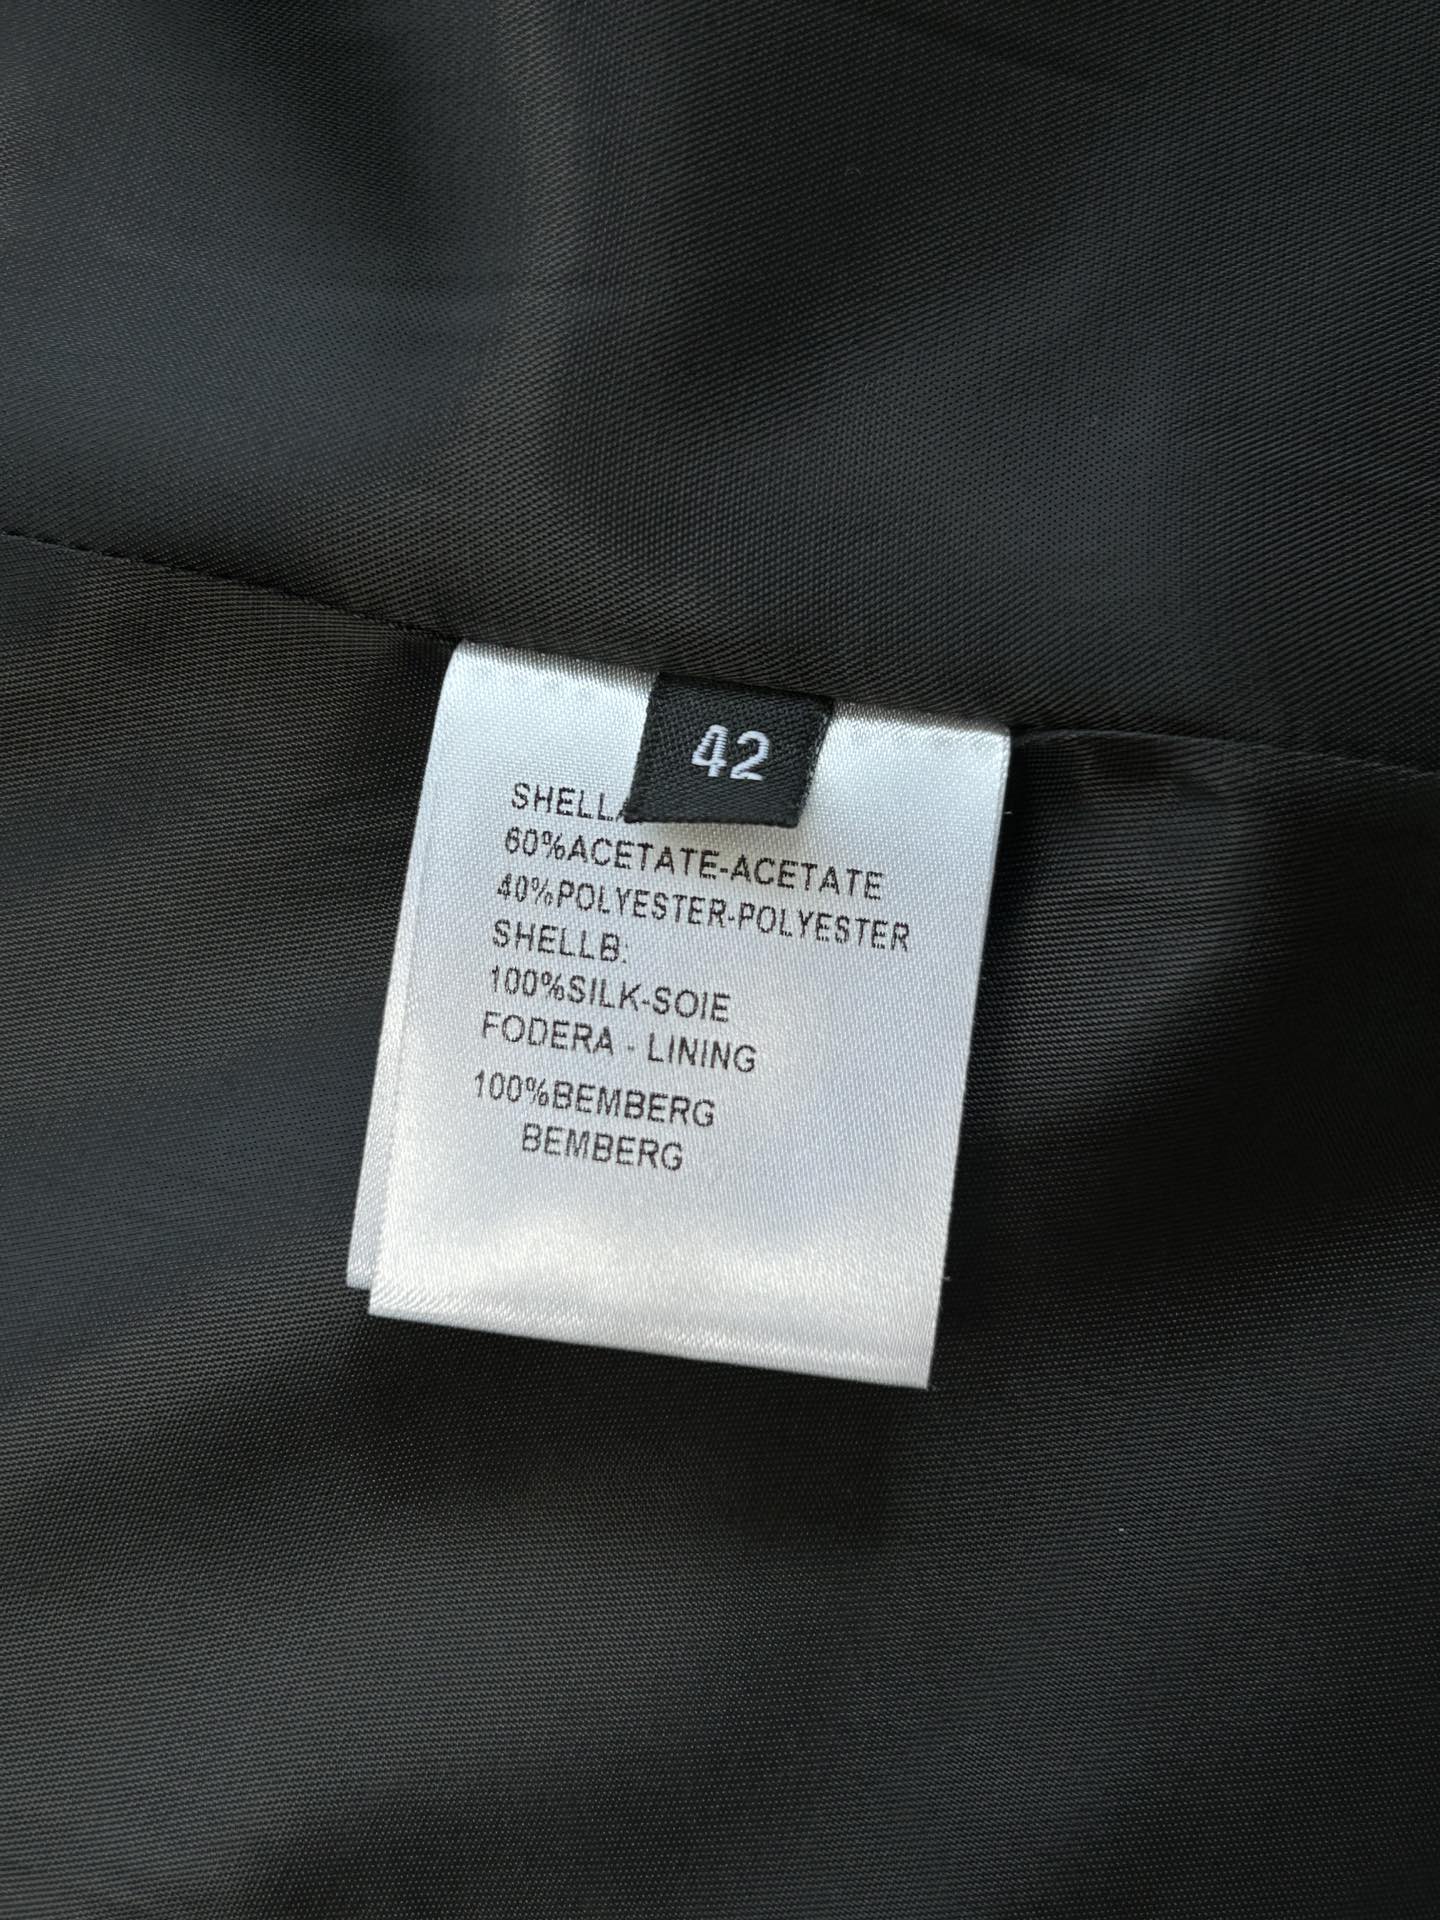 42
SHELLA
60%ACETATE-ACETATE
40%POLYESTER-POLYESTER
SHELLB:
100%SILK-SOIE
FODERA - LINING
100%BEMBERG
BEMBERG